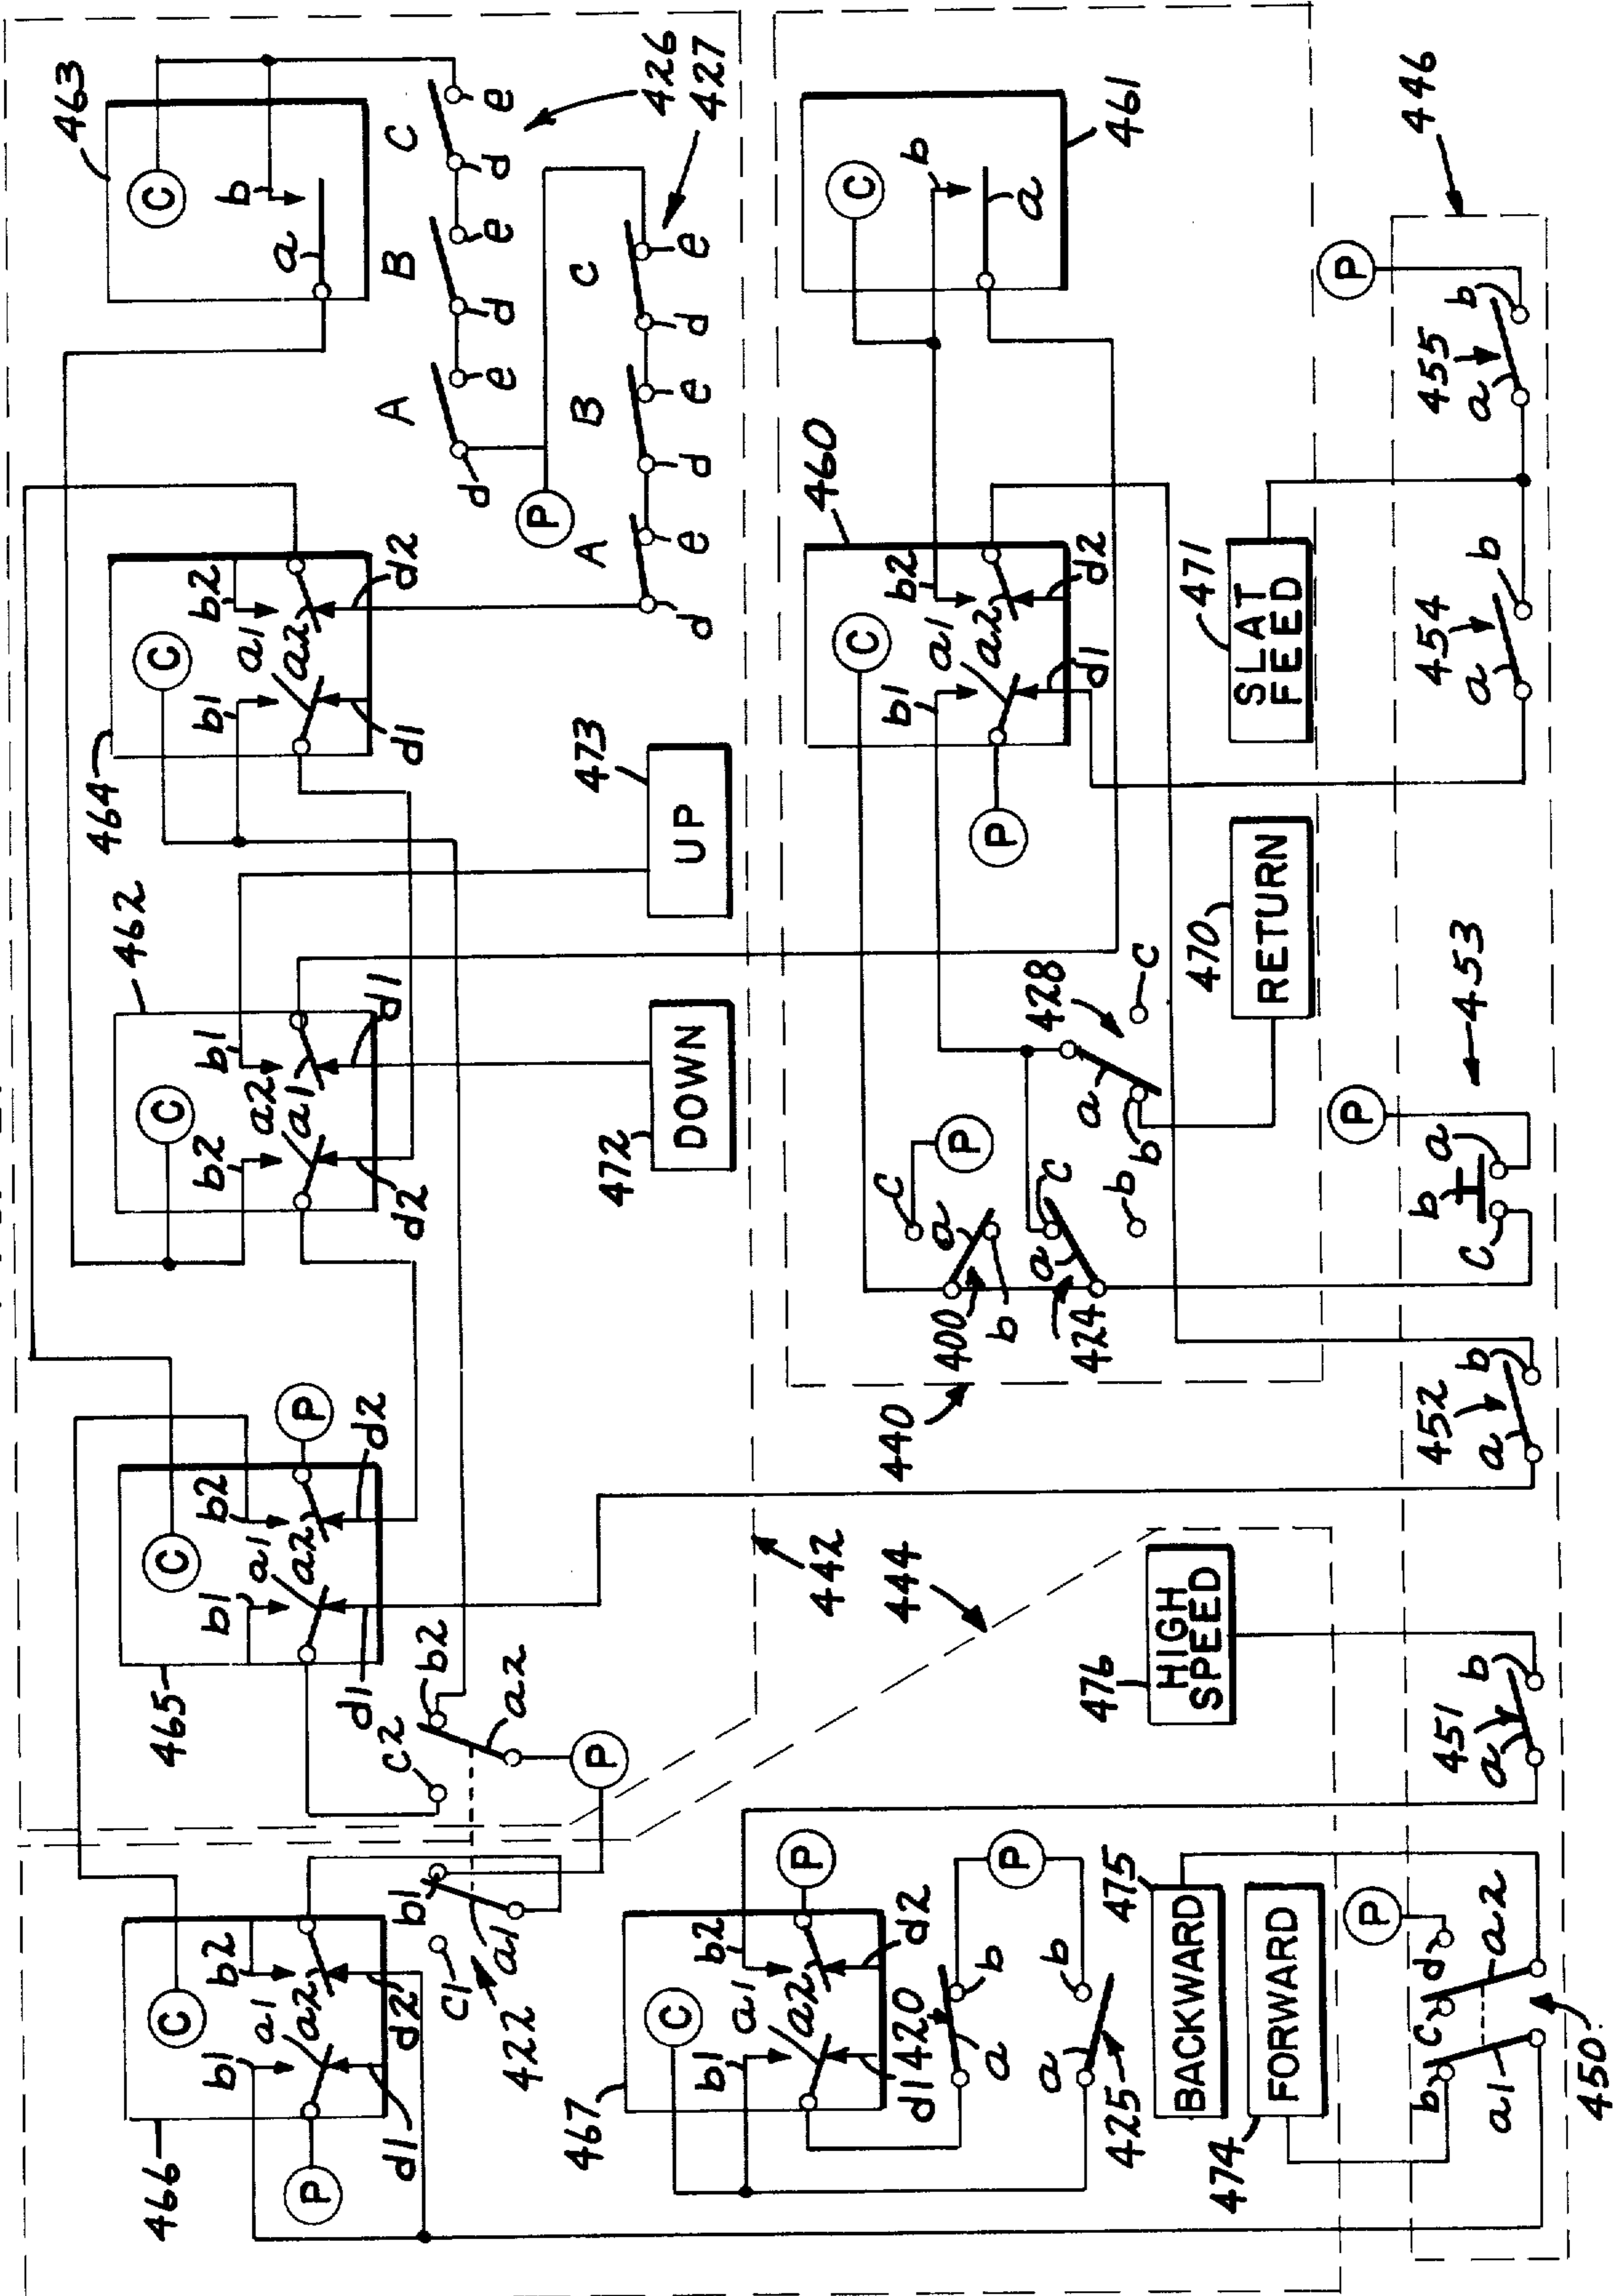 463
C
b
a
C
B
A
e
d
e
d
e
d
426
427
P
C
B
A
e
d
e
d
e
d
464
C
b1
b2
a1
a2
d1
d2
473
UP
462
C
b2
b1
a2
a1
d2
d1
472
DOWN
465
C
b1
b2
a1
a2
d1
d2
P
c2
b2
a2
P
442
444
466
C
b1
b2
a1
a2
d1
d2
P
b1
c1
a1
422
467
C
b1
b2
a1
a2
d1
d2
P
420
a
b
P
a
b
425
475
BACKWARD
474
FORWARD
476
HIGH
SPEED
461
C
b
a
460
C
b1
b2
a1
a2
d1
d2
P
428
a
b
c
470
RETURN
471
SLAT
FEED
400
a
b
c
P
424
a
c
b
440
446
P
455
a
b
454
a
b
453
P
a
b
c
452
a
b
451
a
b
450
P
b
c
d
a1
a2